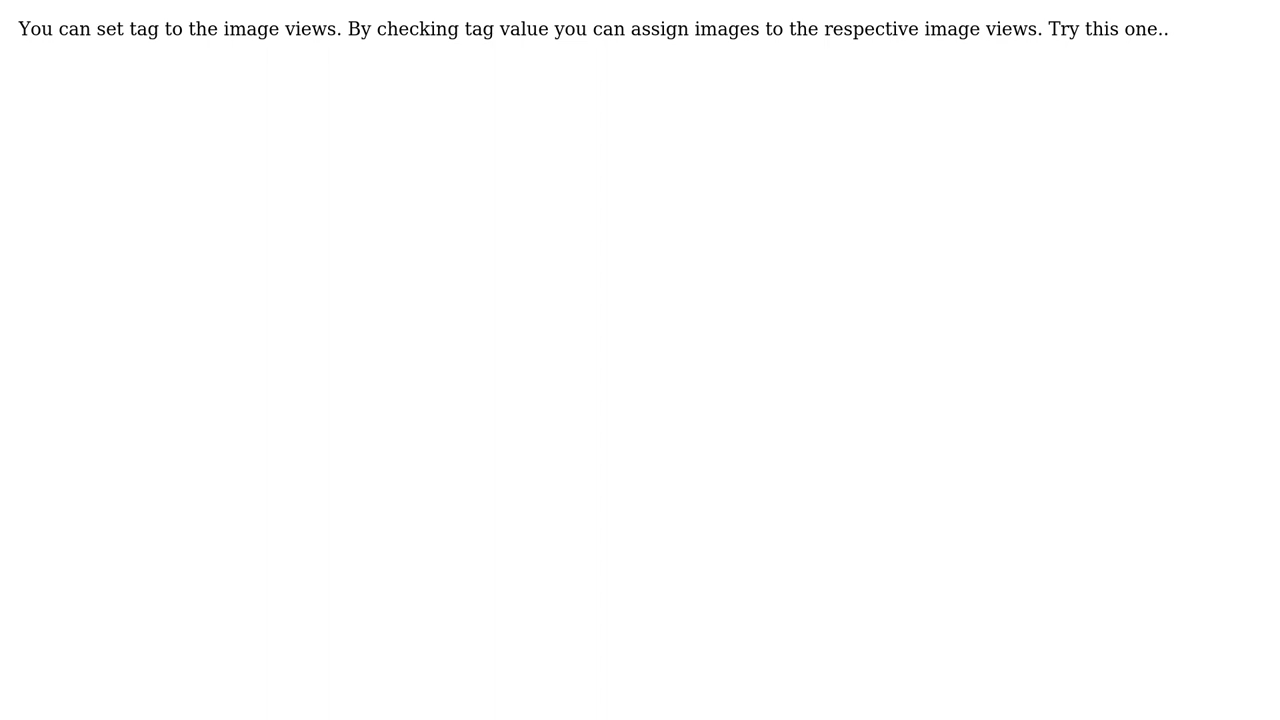 You can set tag to the image views. By checking tag value you can assign images to the respective image views. Try this one..